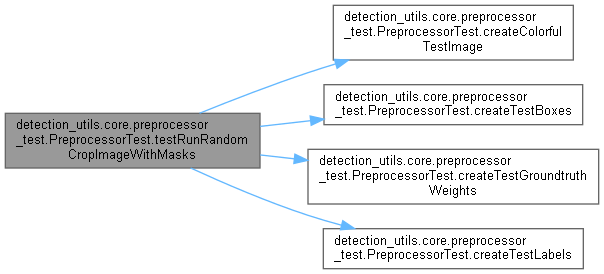 detection_utils.core.preprocessor
_test.PreprocessorTest.testRunRandom
CropImageWithMasks
detection_utils.core.preprocessor
_test.PreprocessorTest.createColorful
TestImage
detection_utils.core.preprocessor
_test.PreprocessorTest.createTestBoxes
detection_utils.core.preprocessor
_test.PreprocessorTest.createTestGroundtruth
Weights
detection_utils.core.preprocessor
_test.PreprocessorTest.createTestLabels